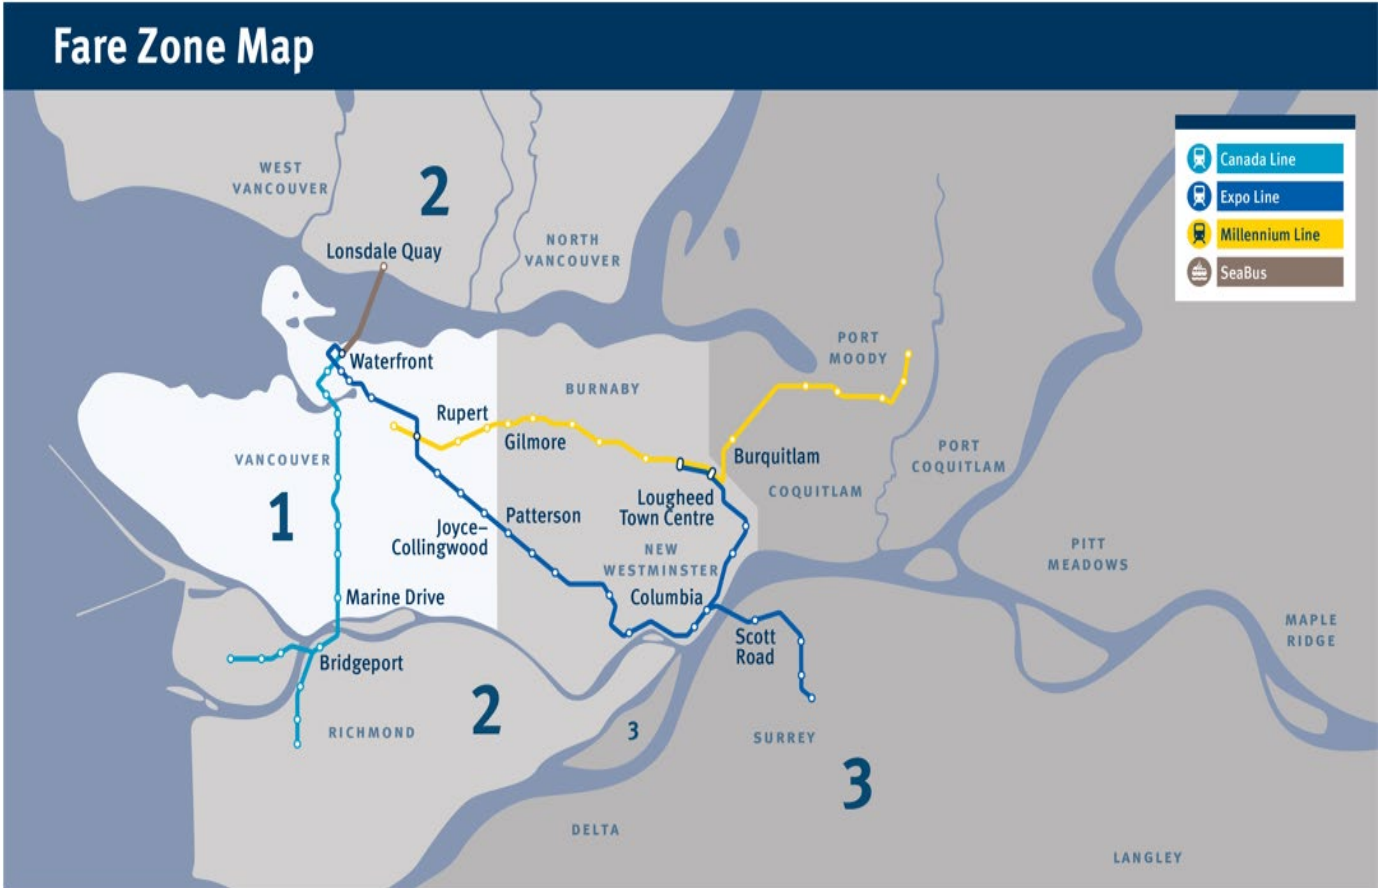 Fare Zone Map
Canada Line
Expo Line
Millennium Line
SeaBus
WEST
VANCOUVER
2
NORTH
VANCOUVER
Lonsdale Quay
Waterfront
PORT
MOODY
BURNABY
Rupert
Gilmore
VANCOUVER
Burquitlam
PORT
COQUITLAM
COQUITLAM
1
Lougheed
Town Centre
Patterson
Joyce–
Collingwood
NEW
WESTMINSTER
PITT
MEADOWS
Marine Drive
Columbia
Scott
Road
MAPLE
RIDGE
Bridgeport
2
RICHMOND
3
SURREY
3
DELTA
LANGLEY